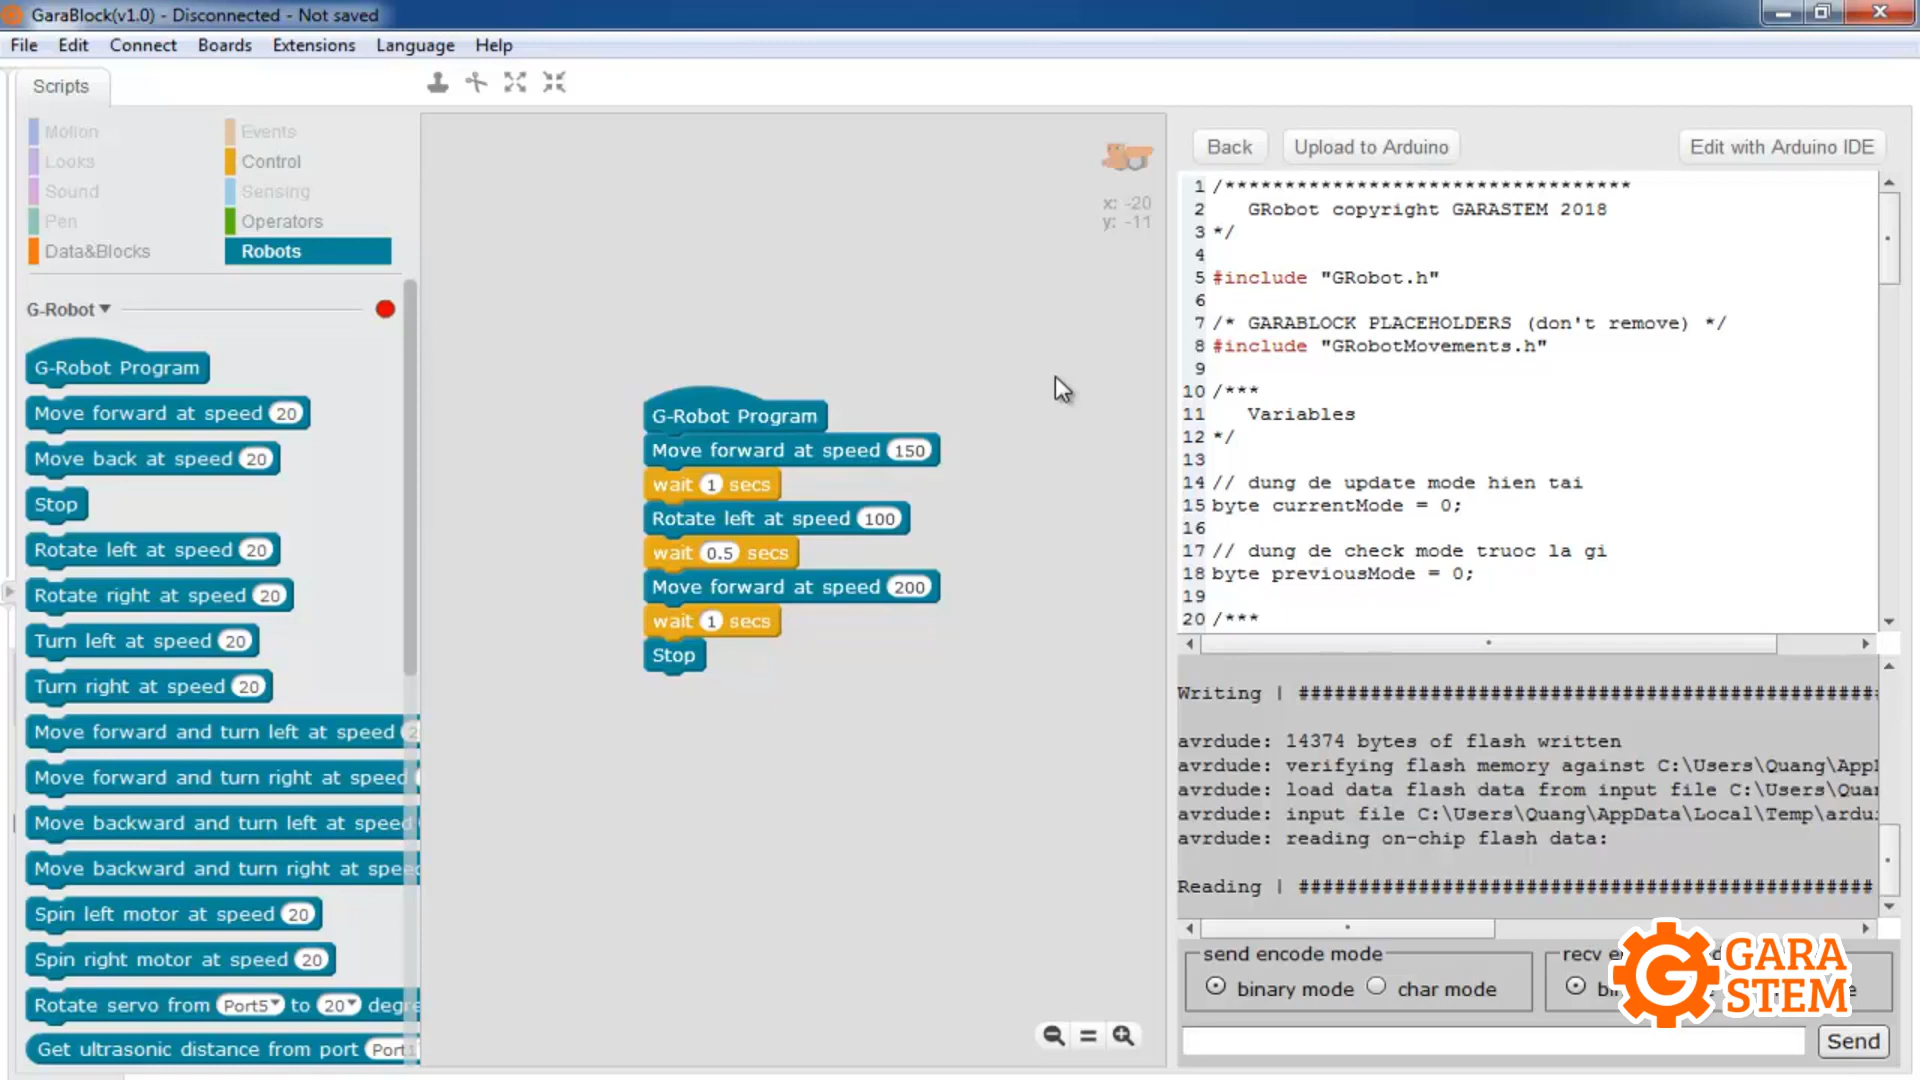 GaraBlock(v1.0) - Disconnected - Not saved
File Edit Connect Boards Extensions Language Help
Scripts
Motion
Looks
Sound
Pen
Data&Blocks
Events
Control
Sensing
Operators
Robots
G-Robot
G-Robot Program
Move forward at speed 20
Move back at speed 20
Stop
Rotate left at speed 20
Rotate right at speed 20
Turn left at speed 20
Turn right at speed 20
Move forward and turn left at speed
Move forward and turn right at speed
Move backward and turn left at speed
Move backward and turn right at
Spin left motor at speed 20
Spin right motor at speed 20
Rotate servo from Port5 to 20
Get ultrasonic distance from port
x: -20
y: -11
G-Robot Program
Move forward at speed 150
wait 1 secs
Rotate left at speed 100
wait 0.5 secs
Move forward at speed 200
wait 1 secs
Stop
Back Upload to Arduino Edit with Arduino IDE
1 /***********************************
2 GRobot copyright GARASTEM 2018
3 */
4
5 #include "GRobot.h"
6
7 /* GARABLOCK PLACEHOLDERS (don't remove) */
8 #include "GRobotMovements.h"
9
10 /***
11 Variables
12 */
13
14 // dung de update mode hien tai
15 byte currentMode = 0;
16
17 // dung de check mode truoc la gi
18 byte previousMode = 0;
19
20 /***
Writing | ################################################
avrdude: 14374 bytes of flash written
avrdude: verifying flash memory against C:\Users\Quang\App
avrdude: load data flash data from input file C:\Users\Qua
avrdude: input file C:\Users\Quang\AppData\Local\Temp\ardu
avrdude: reading on-chip flash data:
Reading | ################################################
send encode mode
binary mode char mode
recv
GARA
STEM
Send